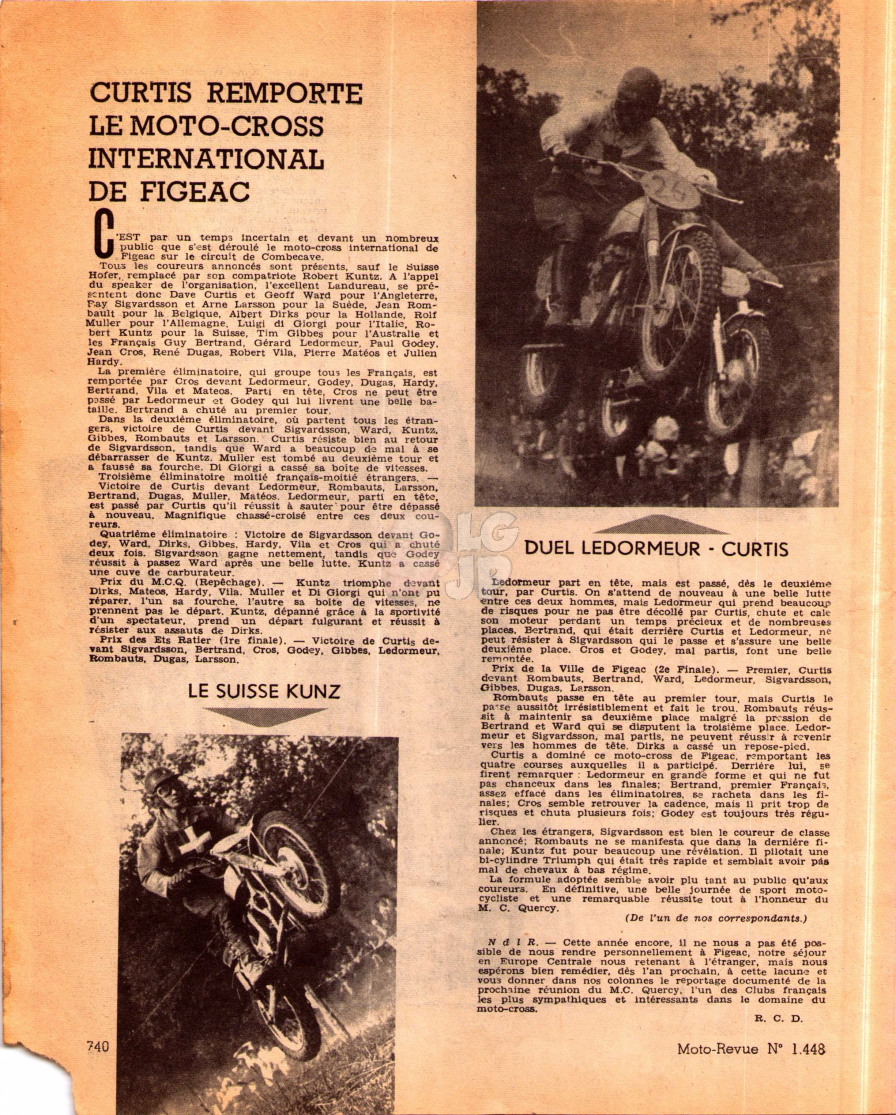 CURTIS REMPORTE
LE MOTO-CROSS
INTERNATIONAL
DE FIGEAC
C'EST par un temps incertain et devant un nombreux
public que s'est déroulé le moto-cross international de
Figeac sur le circuit de Combecave.
Tous les coureurs annoncés sont présents, sauf le Suisse
Hofer, remplacé par son compatriote Robert Kuntz. A l'appel
du speaker de l'organisation, l'excellent Landureau, se pré-
sentent donc Dave Curtis et Geoff Ward pour l'Angleterre,
Ray Sigvardsson et Arne Larsson pour la Suède, Jean Rom-
bault pour la Belgique, Albert Dirks pour la Hollande, Rolf
Muller pour l'Allemagne, Luigi di Giorgi pour l'Italie, Ro-
bert Kuntz pour la Suisse, Tim Gibbes pour l'Australie et
les Français Guy Bertrand, Gérard Ledormeur, Paul Godey,
Jean Cros, René Dugas, Robert Vila, Pierre Matéos et Julien
Hardy.
La première éliminatoire, qui groupe tous les Français, est
remportée par Cros devant Ledormeur, Godey, Dugas, Hardy,
Bertrand, Vila et Mateos. Parti en tête, Cros ne peut être
passé par Ledormeur et Godey qui lui livrent une belle ba-
taille. Bertrand a chuté au premier tour.
Dans la deuxième éliminatoire, où partent tous les étran-
gers, victoire de Curtis devant Sigvardsson, Ward, Kuntz,
Gibbes, Rombauts et Larsson. Curtis résiste bien au retour
de Sigvardsson, tandis que Ward a beaucoup de mal à se
débarrasser de Kuntz. Muller est tombé au deuxième tour et
a faussé sa fourche. Di Giorgi a cassé sa boîte de vitesses.
Troisième éliminatoire moitié français-moitié étrangers. —
Victoire de Curtis devant Ledormeur, Rombauts, Larsson,
Bertrand, Dugas, Muller, Matéos. Ledormeur, parti en tête,
est passé par Curtis qu'il réussit à sauter pour être dépassé
à nouveau. Magnifique chassé-croisé entre ces deux cou-
reurs.
Quatrième éliminatoire : Victoire de Sigvardsson devant Go-
dey, Ward, Dirks, Gibbes, Hardy, Vila et Cros qui a chuté
deux fois. Sigvardsson gagne nettement, tandis que Godey
réussit à passez Ward après une belle lutte. Kuntz a cassé
une cuve de carburateur.
Prix du M.C.Q. (Repêchage). — Kuntz triomphe devant
Dirks, Mateos, Hardy, Vila. Muller et Di Giorgi qui n'ont pu
réparer, l'un sa fourche, l'autre sa boîte de vitesses, ne
prennent pas le départ. Kuntz, dépanné grâce à la sportivité
d'un spectateur, prend un départ fulgurant et réussit à
résister aux assauts de Dirks.
Prix des Ets Ratier (1re finale). — Victoire de Curtis de-
vant Sigvardsson, Bertrand, Cros, Godey, Gibbes, Ledormeur,
Rombauts, Dugas, Larsson.
LE SUISSE KUNZ
740
DUEL LEDORMEUR - CURTIS
Ledormeur part en tête, mais est passé, dès le deuxième
tour, par Curtis. On s'attend de nouveau à une belle lutte
entre ces deux hommes, mais Ledormeur qui prend beaucoup
de risques pour ne pas être décollé par Curtis, chute et cale
son moteur perdant un temps précieux et de nombreuses
places. Bertrand, qui était derrière Curtis et Ledormeur, ne
peut résister à Sigvardsson qui le passe et s'assure une belle
deuxième place. Cros et Godey, mal partis, font une belle
remontée.
Prix de la Ville de Figeac (2e Finale). — Premier, Curtis
devant Rombauts, Bertrand, Ward, Ledormeur, Sigvardsson,
Gibbes, Dugas, Larsson.
Rombauts passe en tête au premier tour, mais Curtis le
passe aussitôt irrésistiblement et fait le trou. Rombauts réus-
sit à maintenir sa deuxième place malgré la pression de
Bertrand et Ward qui se disputent la troisième place. Ledor-
meur et Sigvardsson, mal partis, ne peuvent réussir à revenir
vers les hommes de tête. Dirks a cassé un repose-pied.
Curtis a dominé ce moto-cross de Figeac, remportant les
quatre courses auxquelles il a participé. Derrière lui, se
firent remarquer : Ledormeur en grande forme et qui ne fut
pas chanceux dans les finales; Bertrand, premier Français,
assez effacé dans les éliminatoires, se racheta dans les fi-
nales; Cros semble retrouver la cadence, mais il prit trop de
risques et chuta plusieurs fois; Godey est toujours très régu-
lier.
Chez les étrangers, Sigvardsson est bien le coureur de classe
annoncé; Rombauts ne se manifesta que dans la dernière fi-
nale; Kuntz fut pour beaucoup une révélation. Il pilotait une
bi-cylindre Triumph qui était très rapide et semblait avoir pas
mal de chevaux à bas régime.
La formule adoptée semble avoir plu tant au public qu'aux
coureurs. En définitive, une belle journée de sport moto-
cycliste et une remarquable réussite tout à l'honneur du
M. C. Quercy.
(De l'un de nos correspondants.)
N d l R. — Cette année encore, il ne nous a pas été pos-
sible de nous rendre personnellement à Figeac, notre séjour
en Europe Centrale nous retenant à l'étranger, mais nous
espérons bien remédier, dès l'an prochain, à cette lacune et
vous donner dans nos colonnes le reportage documenté de la
prochaine réunion du M.C. Quercy, l'un des Clubs français
les plus sympathiques et intéressants dans le domaine du
moto-cross.
R. C. D.
Moto-Revue N° 1.448